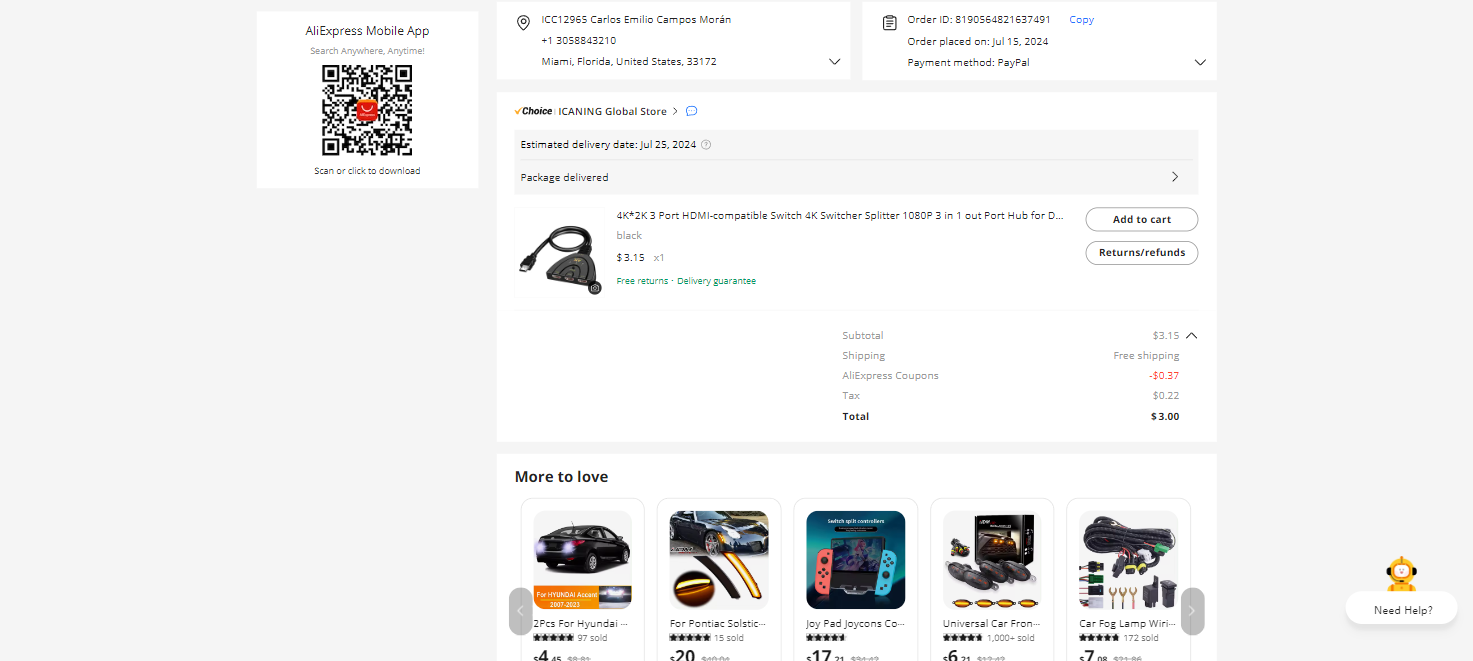 AliExpress Mobile App
Search Anywhere, Anytime!
Scan or click to download
ICC12965 Carlos Emilio Campos Morán
+1 3058843210
Miami, Florida, United States, 33172
Order ID: 8190564821637491 Copy
Order placed on: Jul 15, 2024
Payment method: PayPal
Choice ICANING Global Store
Estimated delivery date: Jul 25, 2024
Package delivered
4K*2K 3 Port HDMI-compatible Switch 4K Switcher Splitter 1080P 3 in 1 out Port Hub for D...
black
$3.15 x1
Free returns · Delivery guarantee
Add to cart
Returns/refunds
Subtotal $3.15
Shipping Free shipping
AliExpress Coupons -$0.37
Tax $0.22
Total $3.00
More to love
For HYUNDAI Accent
2007-2023
2Pcs For Hyundai ...
97 sold
$4.45 $8.81
For Pontiac Solstic...
15 sold
Switch split controllers
Joy Pad Joycons Co...
$17.21 $34.42
Universal Car Fron...
1,000+ sold
$6.21 $12.42
Car Fog Lamp Wiri...
172 sold
$7.08 $21.86
Need Help?